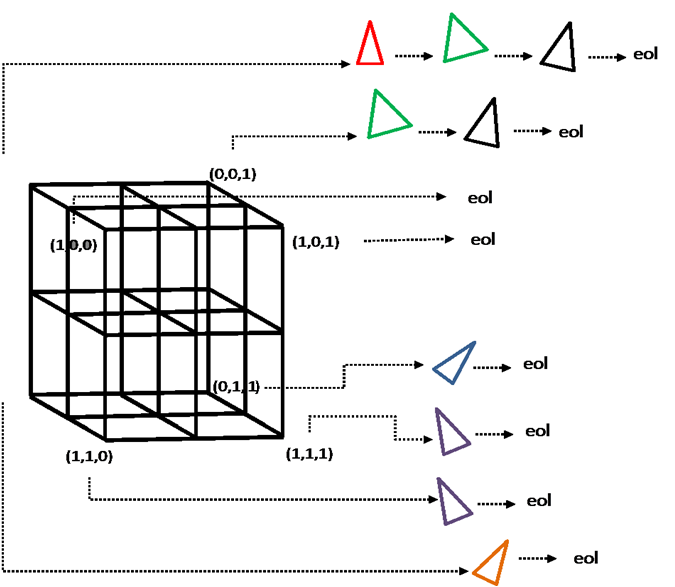 eol
eol
(0,0,1)
eol
(1,0,0)
(1,0,1)
eol
eol
(0,1,1)
eol
(1,1,0)
(1,1,1)
eol
eol